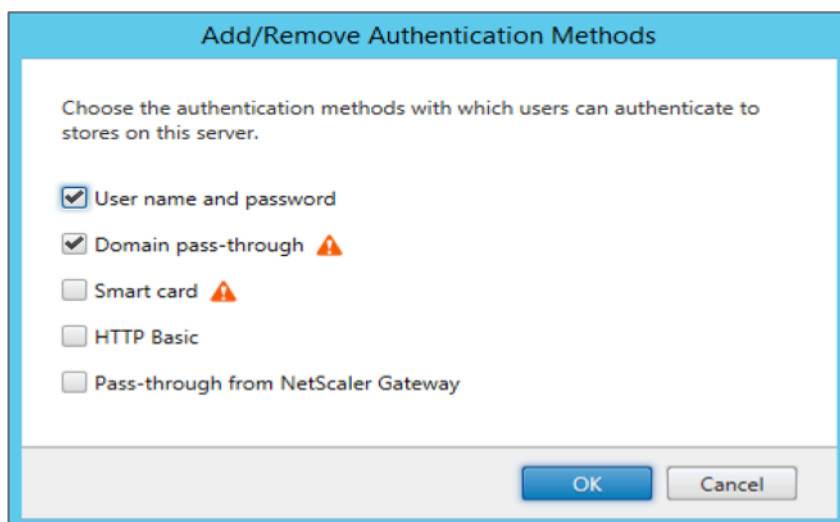 Add/Remove Authentication Methods
Choose the authentication methods with which users can authenticate to
stores on this server.
User name and password
Domain pass-through
Smart card
HTTP Basic
Pass-through from NetScaler Gateway
OK
Cancel